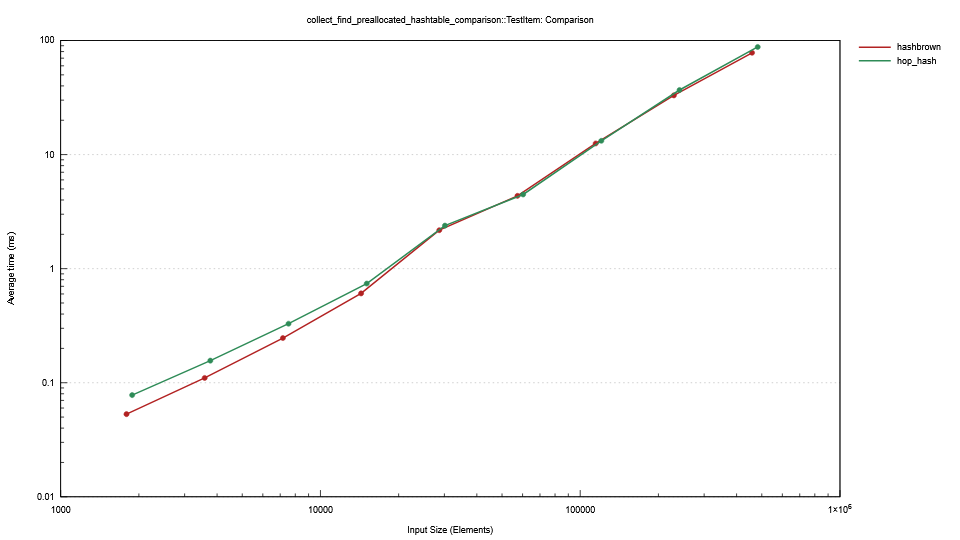 collect_find_preallocated_hashtable_comparison::TestItem: Comparison
hashbrown
hop_hash
100
10
1
0.1
0.01
Average time (ms)
1000
10000
100000
1×10⁶
Input Size (Elements)